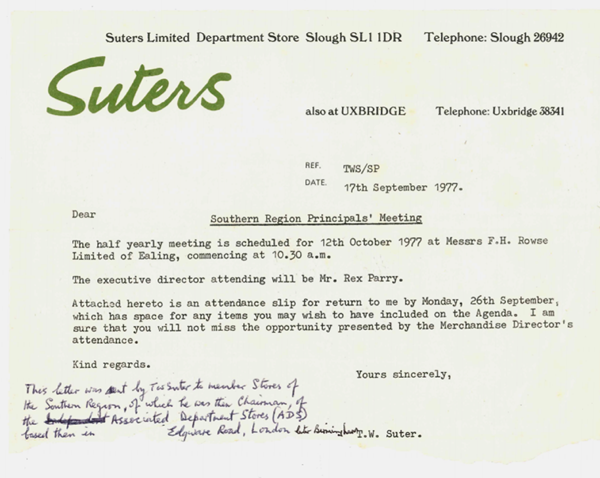 Suters Limited Department Store Slough SL1 1DR Telephone: Slough 26942
Suters
also at UXBRIDGE Telephone: Uxbridge 38341
REF. TWS/SP
DATE. 17th September 1977.
Dear
Southern Region Principals' Meeting
The half yearly meeting is scheduled for 12th October 1977 at Messrs F.H. Rowse
Limited of Ealing, commencing at 10.30 a.m.
The executive director attending will be Mr. Rex Parry.
Attached hereto is an attendance slip for return to me by Monday, 26th September,
which has space for any items you may wish to have included on the Agenda. I am
sure that you will not miss the opportunity presented by the Merchandise Director's
attendance.
Kind regards.
Yours sincerely,
This letter was sent by TW Suter to member Stores of
the Southern Region, of which he was then Chairman, of
the Independent Associated Department Stores (ADS)
based then in Edgware Road, London later Birmingham
T.W. Suter.